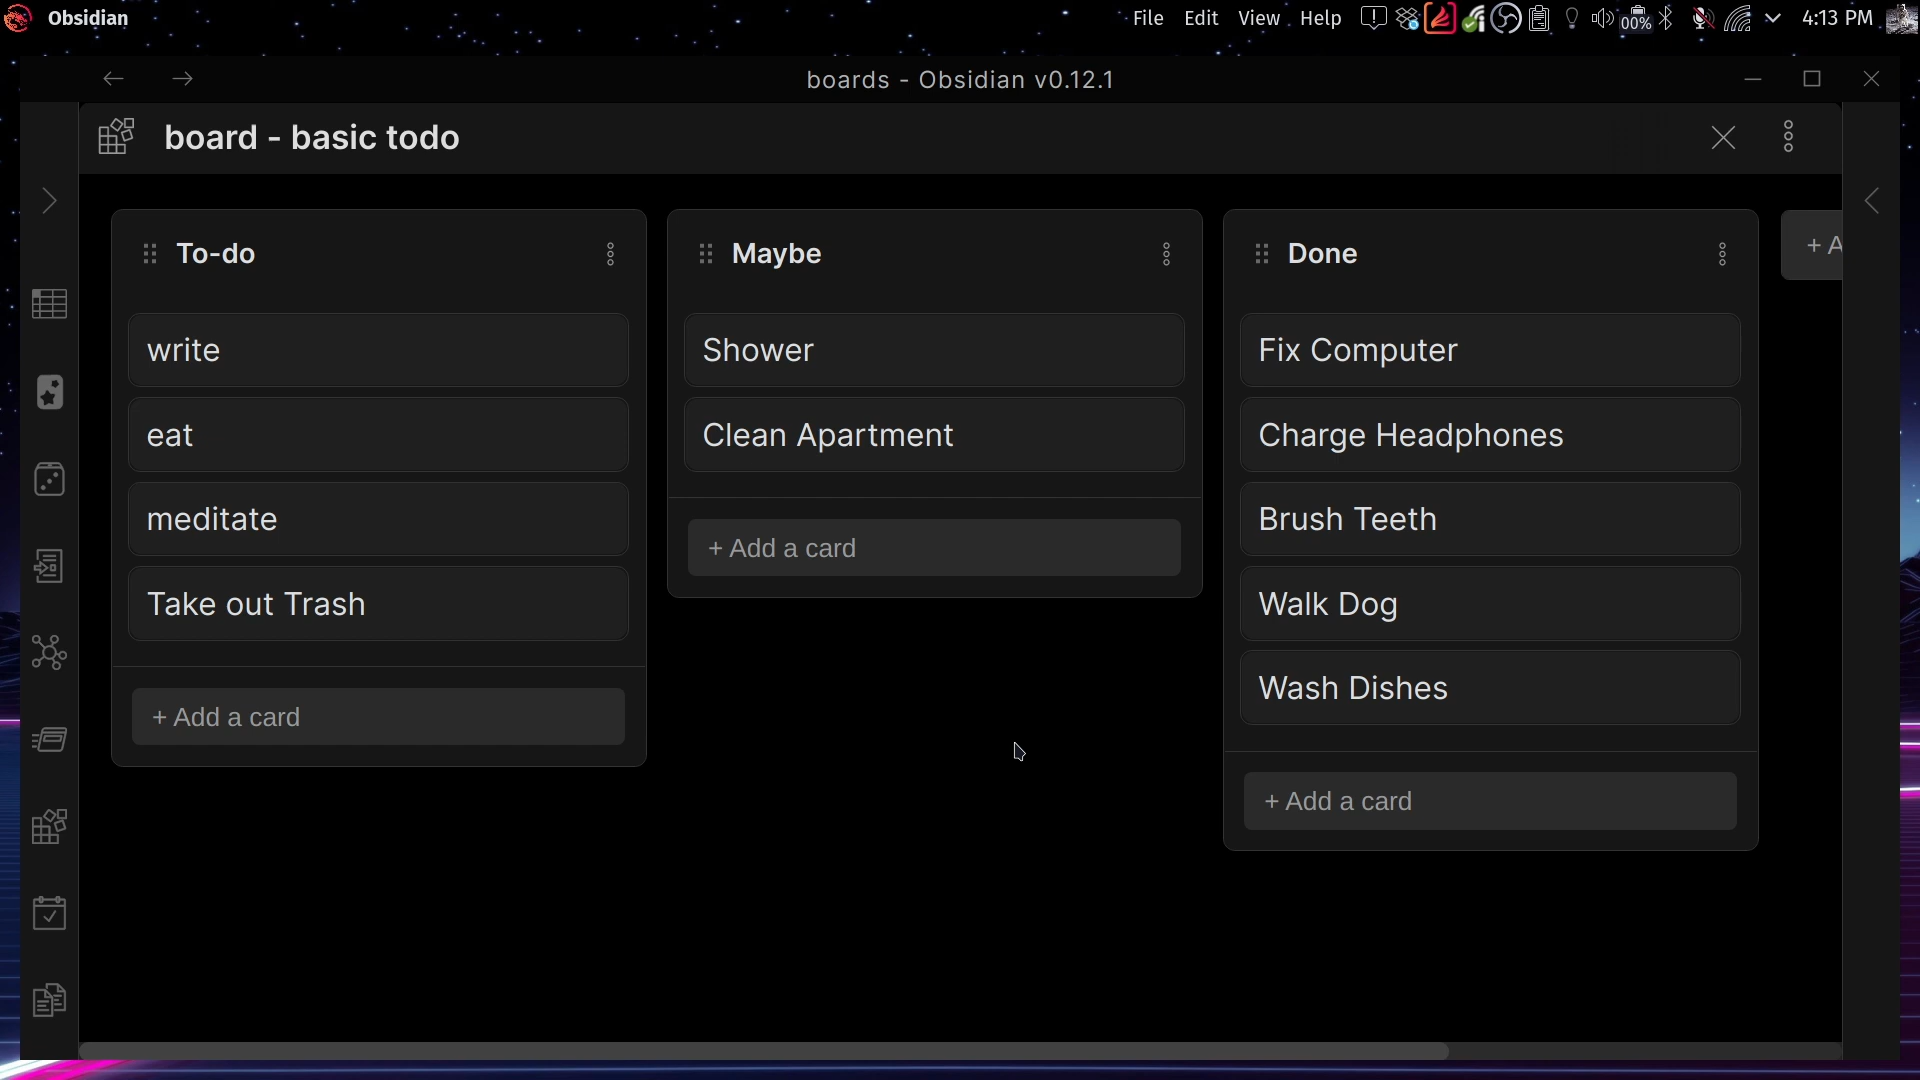 Obsidian
File Edit View Help 00% 4:13 PM
boards - Obsidian v0.12.1
board - basic todo
To-do
write
eat
meditate
Take out Trash
+ Add a card
Maybe
Shower
Clean Apartment
+ Add a card
Done
Fix Computer
Charge Headphones
Brush Teeth
Walk Dog
Wash Dishes
+ Add a card
+ A